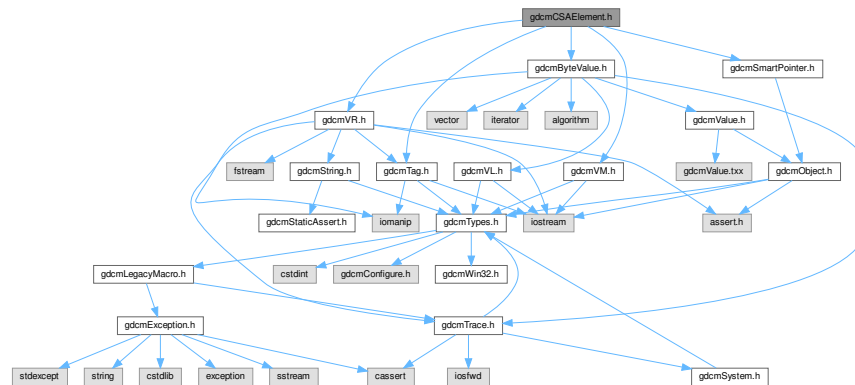 gdcmCSAElement.h
gdcmByteValue.h
gdcmSmartPointer.h
gdcmVR.h
vector
iterator
algorithm
gdcmValue.h
fstream
gdcmString.h
gdcmTag.h
gdcmVL.h
gdcmVM.h
gdcmValue.txx
gdcmObject.h
gdcmStaticAssert.h
iomanip
gdcmTypes.h
iostream
assert.h
gdcmLegacyMacro.h
cstdint
gdcmConfigure.h
gdcmWin32.h
gdcmException.h
gdcmTrace.h
stdexcept
string
cstdlib
exception
sstream
cassert
iosfwd
gdcmSystem.h